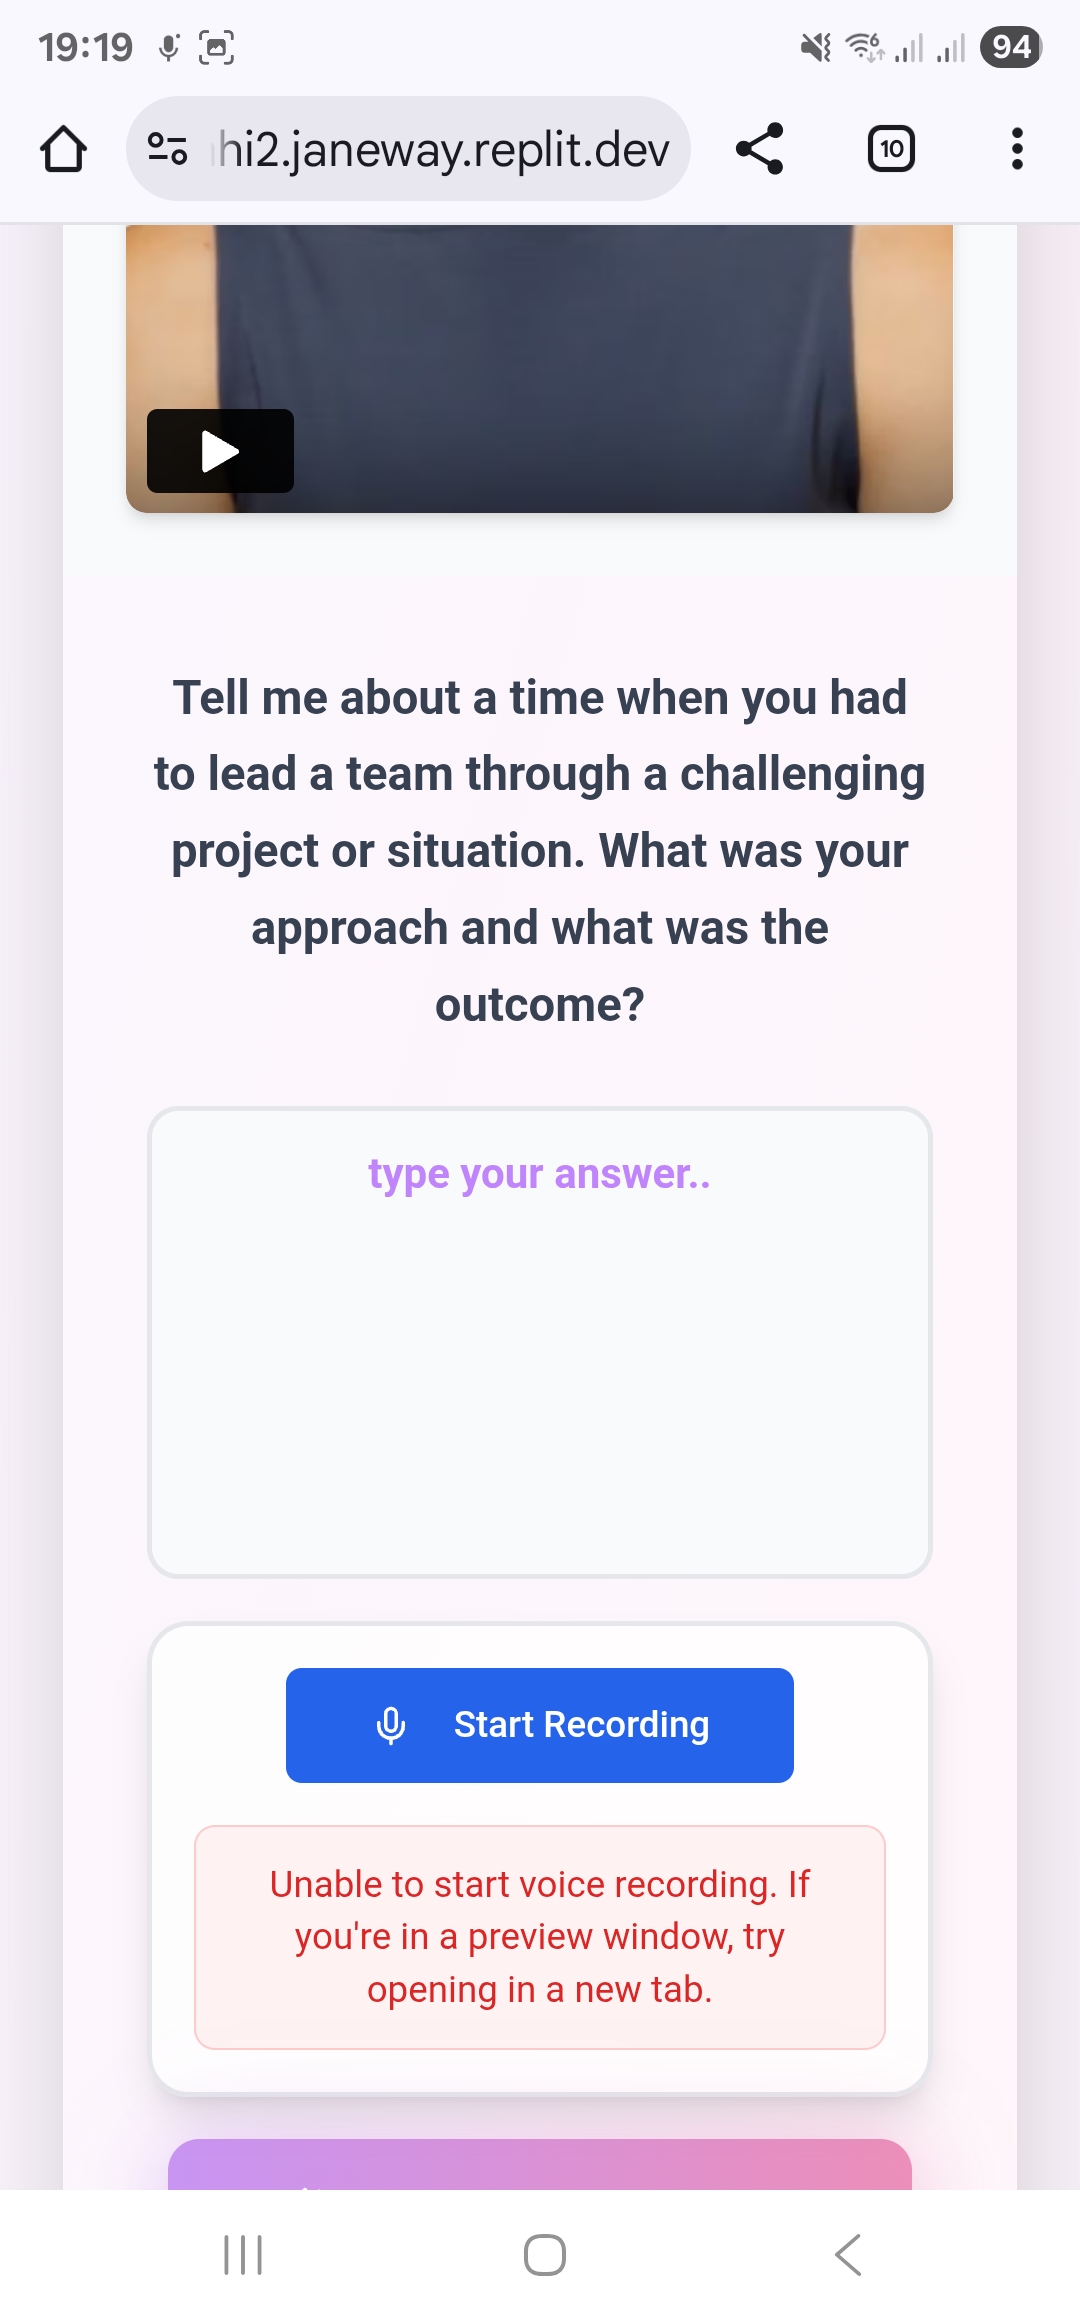 19:19
6
94
hi2.janeway.replit.dev
10
Tell me about a time when you had
to lead a team through a challenging
project or situation. What was your
approach and what was the
outcome?
type your answer..
Start Recording
Unable to start voice recording. If
you're in a preview window, try
opening in a new tab.